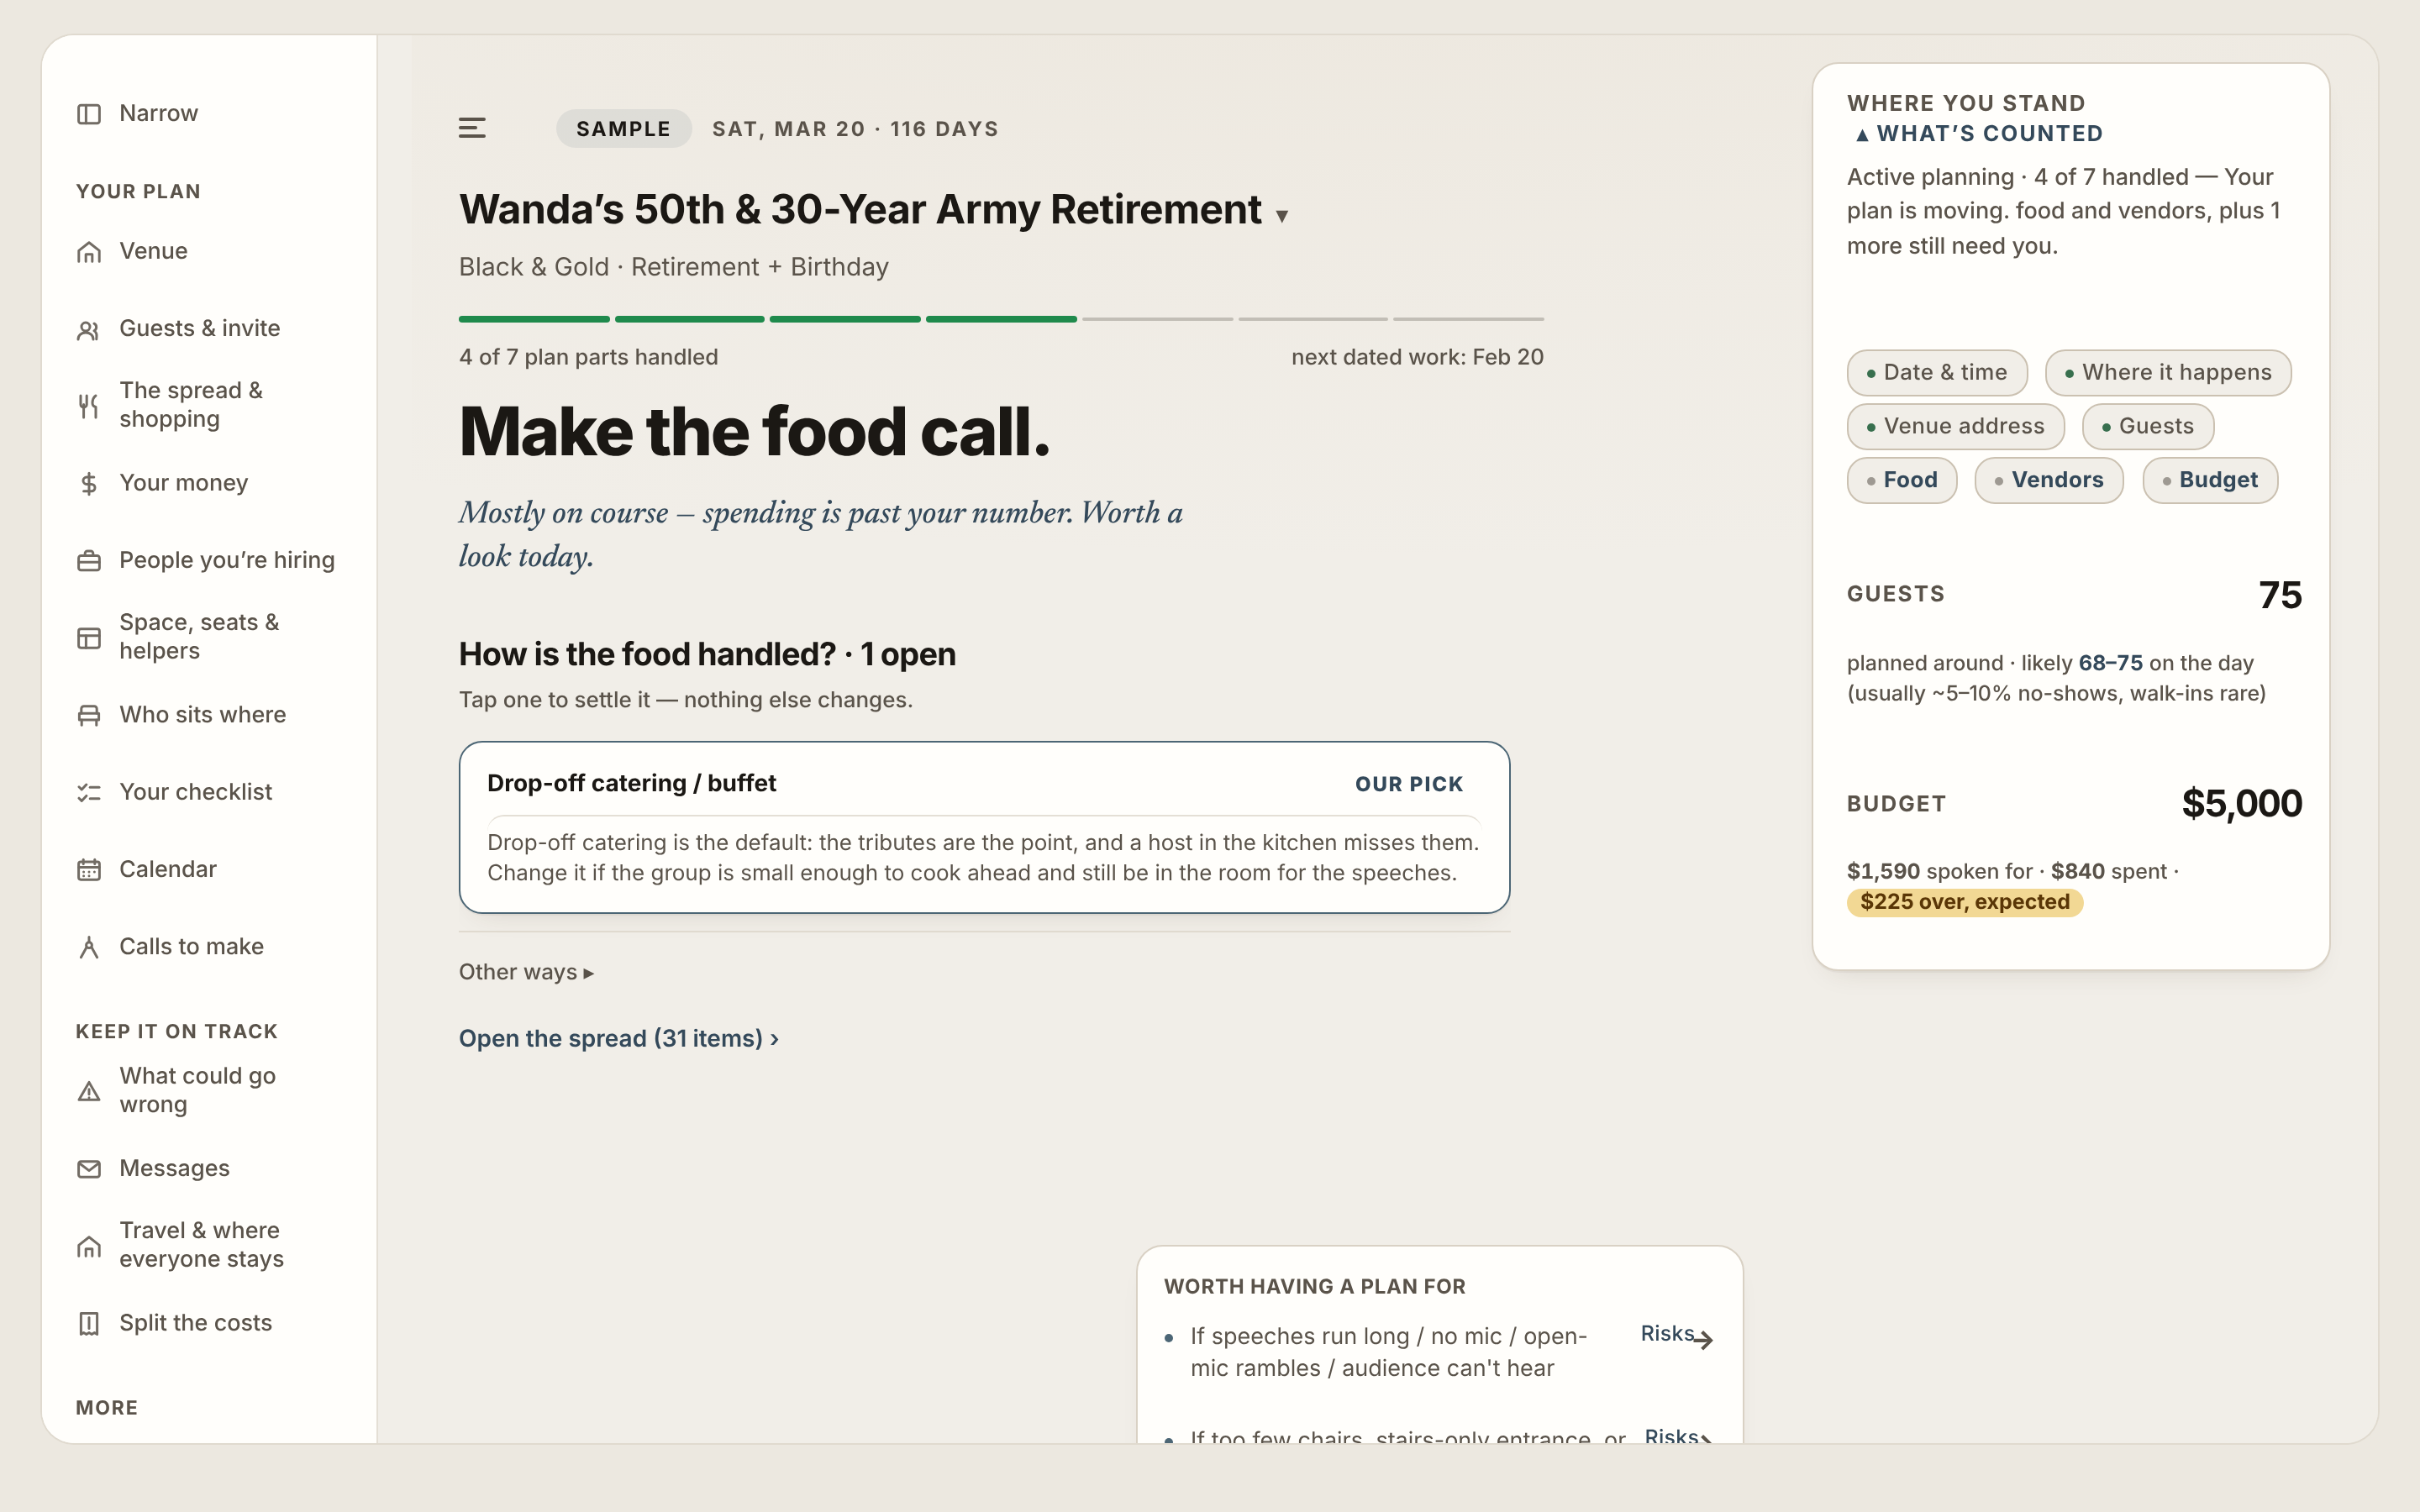 Narrow
YOUR PLAN
Venue
Guests & invite
The spread &
shopping
Your money
People you’re hiring
Space, seats &
helpers
Who sits where
Your checklist
Calendar
Calls to make
KEEP IT ON TRACK
What could go
wrong
Messages
Travel & where
everyone stays
Split the costs
MORE
SAMPLE SAT, MAR 20 · 116 DAYS
Wanda’s 50th & 30-Year Army Retirement ▾
Black & Gold · Retirement + Birthday
4 of 7 plan parts handled next dated work: Feb 20
Make the food call.
Mostly on course – spending is past your number. Worth a
look today.
How is the food handled? · 1 open
Tap one to settle it — nothing else changes.
Drop-off catering / buffet OUR PICK
Drop-off catering is the default: the tributes are the point, and a host in the kitchen misses them.
Change it if the group is small enough to cook ahead and still be in the room for the speeches.
Other ways ▸
Open the spread (31 items) ›
WORTH HAVING A PLAN FOR
If speeches run long / no mic / open- Risks→
mic rambles / audience can't hear
If too few chairs, stairs-only entrance, or Risks
WHERE YOU STAND
▴ WHAT’S COUNTED
Active planning · 4 of 7 handled — Your
plan is moving. food and vendors, plus 1
more still need you.
Date & time Where it happens
Venue address Guests
Food Vendors Budget
GUESTS 75
planned around · likely 68–75 on the day
(usually ~5–10% no-shows, walk-ins rare)
BUDGET $5,000
$1,590 spoken for · $840 spent ·
$225 over, expected